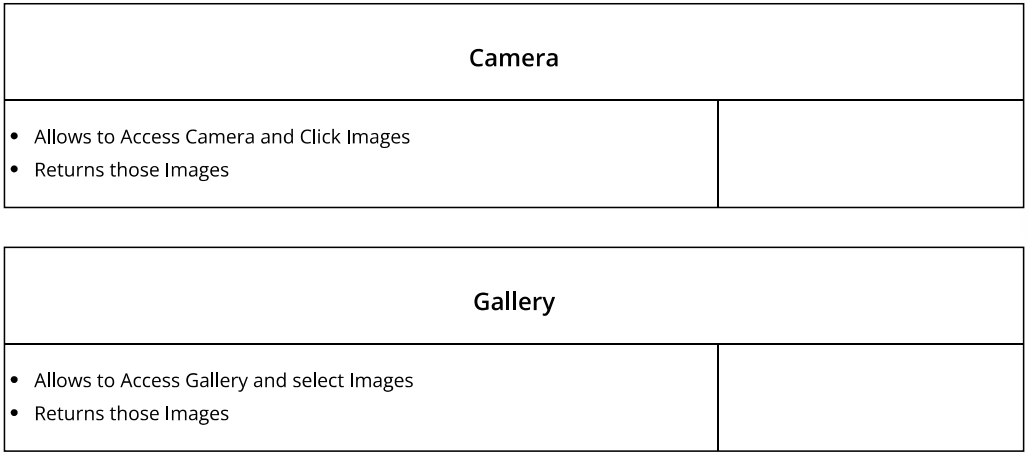 Camera
• Allows to Access Camera and Click Images
• Returns those Images
Gallery
• Allows to Access Gallery and select Images
• Returns those Images